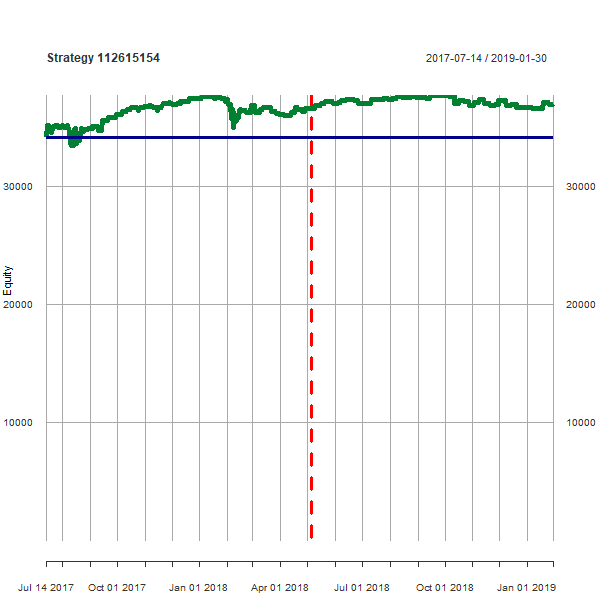 Strategy 112615154
2017-07-14 / 2019-01-30
30000
30000
Equity
20000
20000
10000
10000
Jul 14 2017
Oct 01 2017
Jan 01 2018
Apr 01 2018
Jul 01 2018
Oct 01 2018
Jan 01 2019